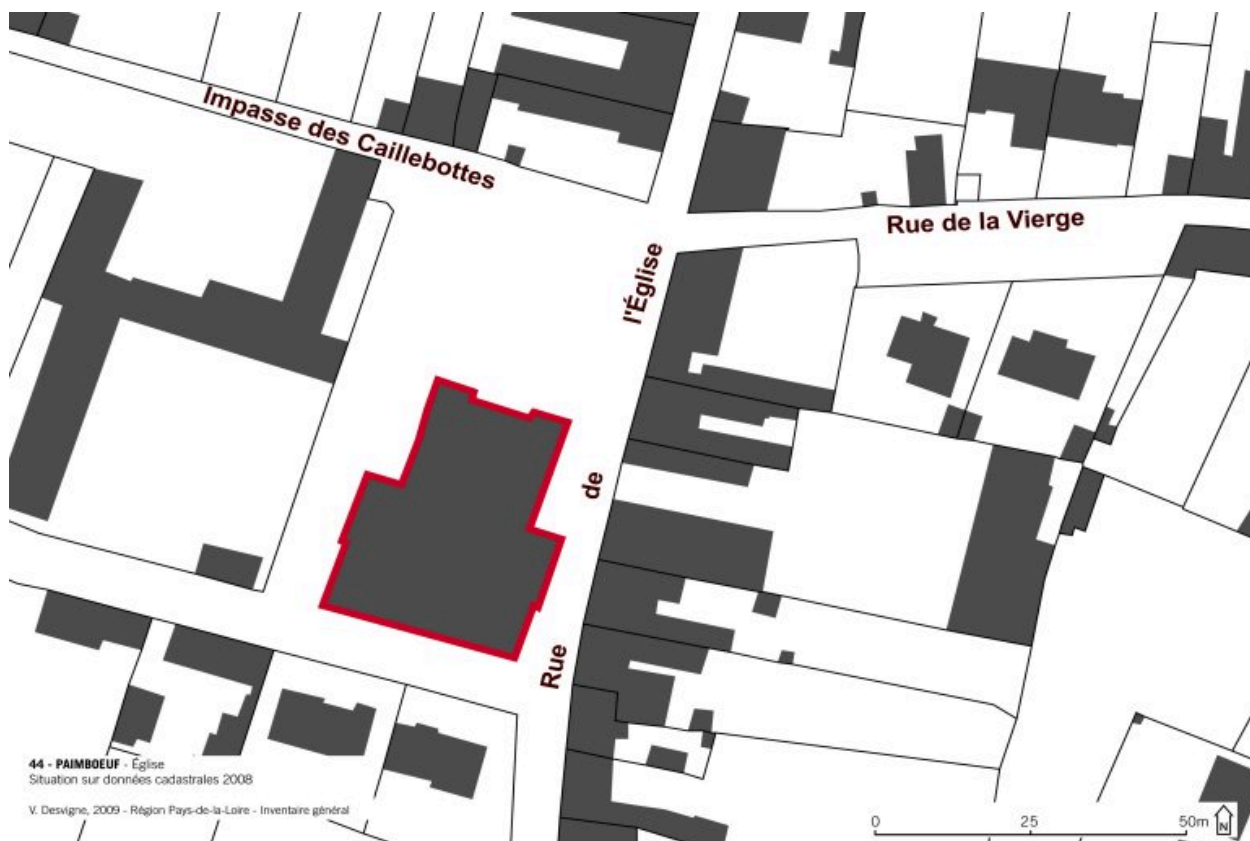 Impasse des Caillebottes
Rue de la Vierge
Rue de l'Église
44 - PAIMBOEUF - Église
Situation sur données cadastrales 2008
V. Desvigne, 2009 - Région Pays-de-la-Loire - Inventaire général
0 25 50m
N